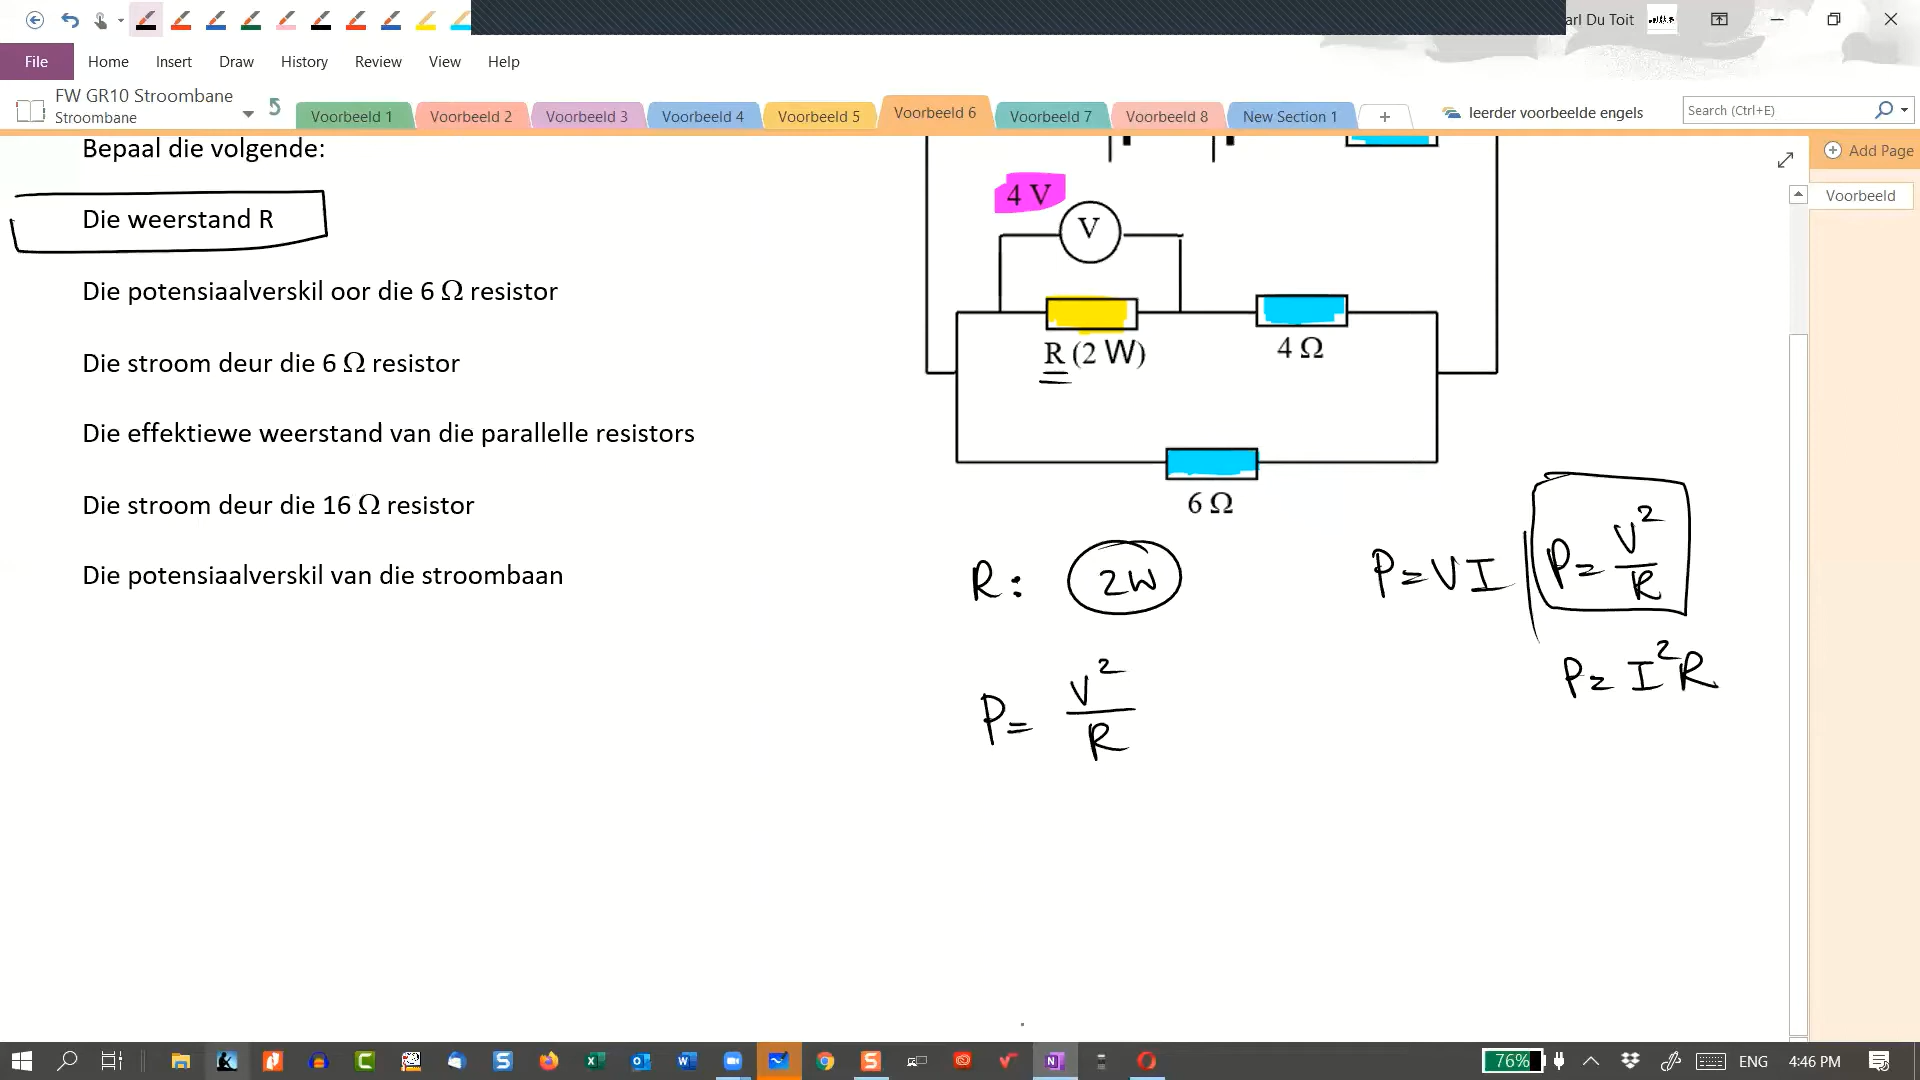 arl Du Toit
File Home Insert Draw History Review View Help
FW GR10 Stroombane
Stroombane
Voorbeeld 1 Voorbeeld 2 Voorbeeld 3 Voorbeeld 4 Voorbeeld 5 Voorbeeld 6 Voorbeeld 7 Voorbeeld 8 New Section 1 + leerder voorbeelde engels Search (Ctrl+E)
Add Page
Voorbeeld
Bepaal die volgende:
Die weerstand R
Die potensiaalverskil oor die 6 Ω resistor
Die stroom deur die 6 Ω resistor
Die effektiewe weerstand van die parallelle resistors
Die stroom deur die 16 Ω resistor
Die potensiaalverskil van die stroombaan
4 V
V
R (2 W)
4 Ω
6 Ω
R: 2W
P = VI
P = V²/R
P = I²R
P = V²/R
76% ENG 4:46 PM